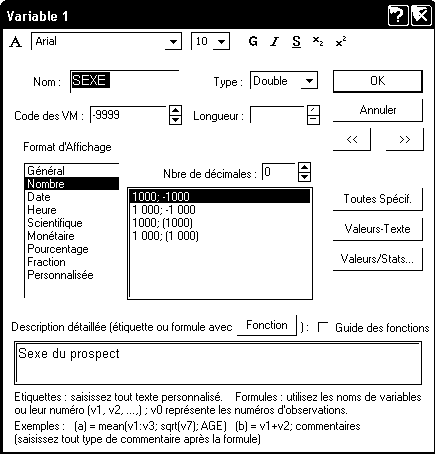 Variable 1
A Arial 10 G I S x₂ x²
Nom : SEXE Type : Double OK
Code des VM : -9999 Longueur : Annuler
<< >>
Format d'Affichage
Nbre de décimales : 0
Général
Nombre
Date
Heure
Scientifique
Monétaire
Pourcentage
Fraction
Personnalisée
1000; -1000
1 000; -1 000
1000; (1000)
1 000; (1 000)
Toutes Spécif.
Valeurs-Texte
Valeurs/Stats...
Description détaillée (étiquette ou formule avec Fonction ) : Guide des fonctions
Sexe du prospect
Etiquettes : saisissez tout texte personnalisé. Formules : utilisez les noms de variables
ou leur numéro (v1, v2, ...,) ; v0 représente les numéros d'observations.
Exemples : (a) = mean(v1:v3; sqrt(v7); AGE) (b) = v1+v2; commentaires
(saisissez tout type de commentaire après la formule)